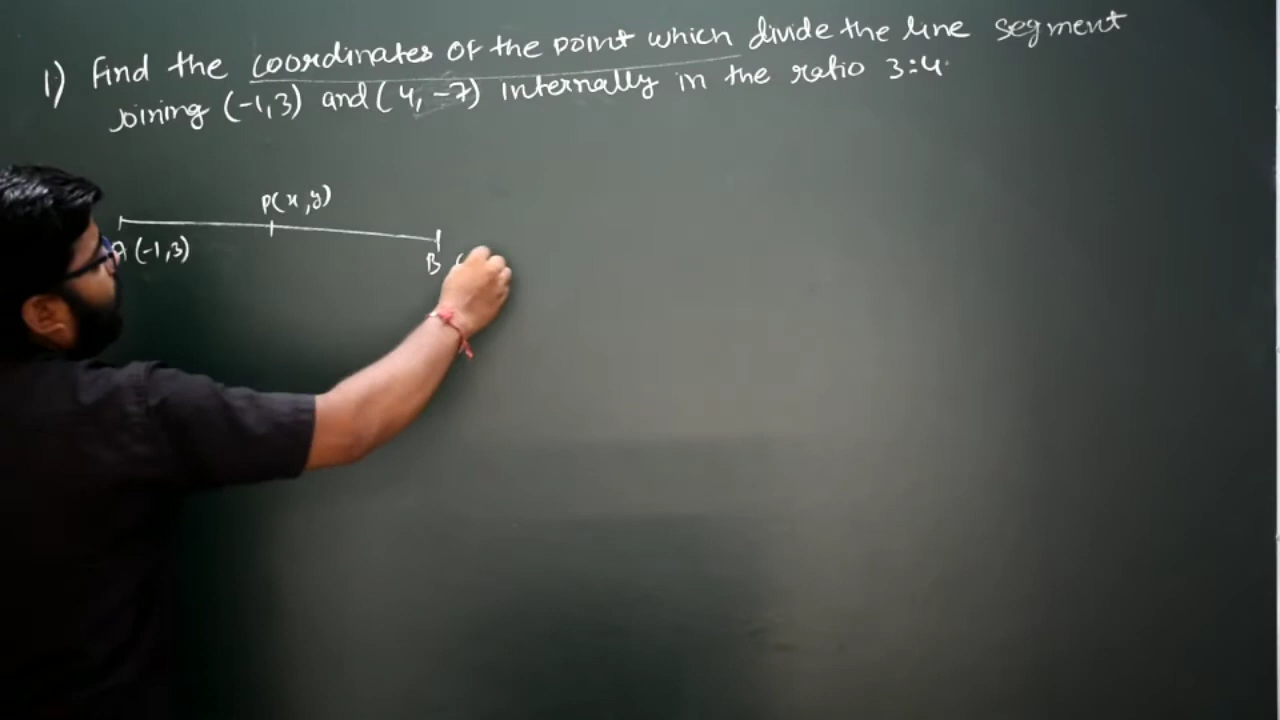 1) Find the coordinates of the point which divide the line segment
joining (-1,3) and (4,-7) internally in the ratio 3:4.
P(x,y)
A (-1,3)
B (